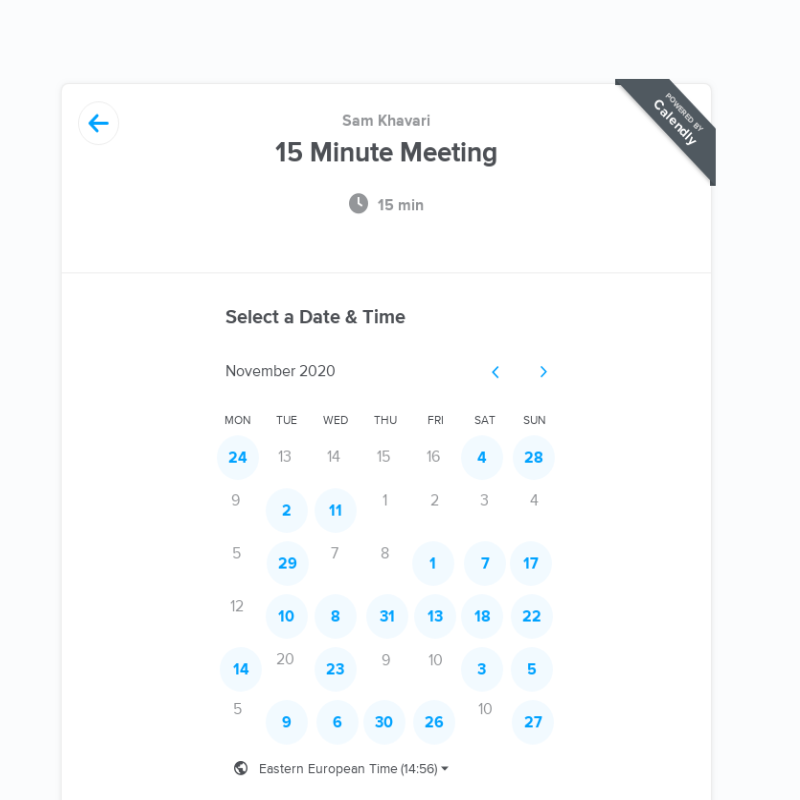 POWERED BY
Calendly
Sam Khavari
15 Minute Meeting
15 min
Select a Date & Time
November 2020
MON TUE WED THU FRI SAT SUN
24 13 14 15 16 4 28
9 2 11 1 2 3 4
5 29 7 8 1 7 17
12 10 8 31 13 18 22
14 20 23 9 10 3 5
5 9 6 30 26 10 27
Eastern European Time (14:56)